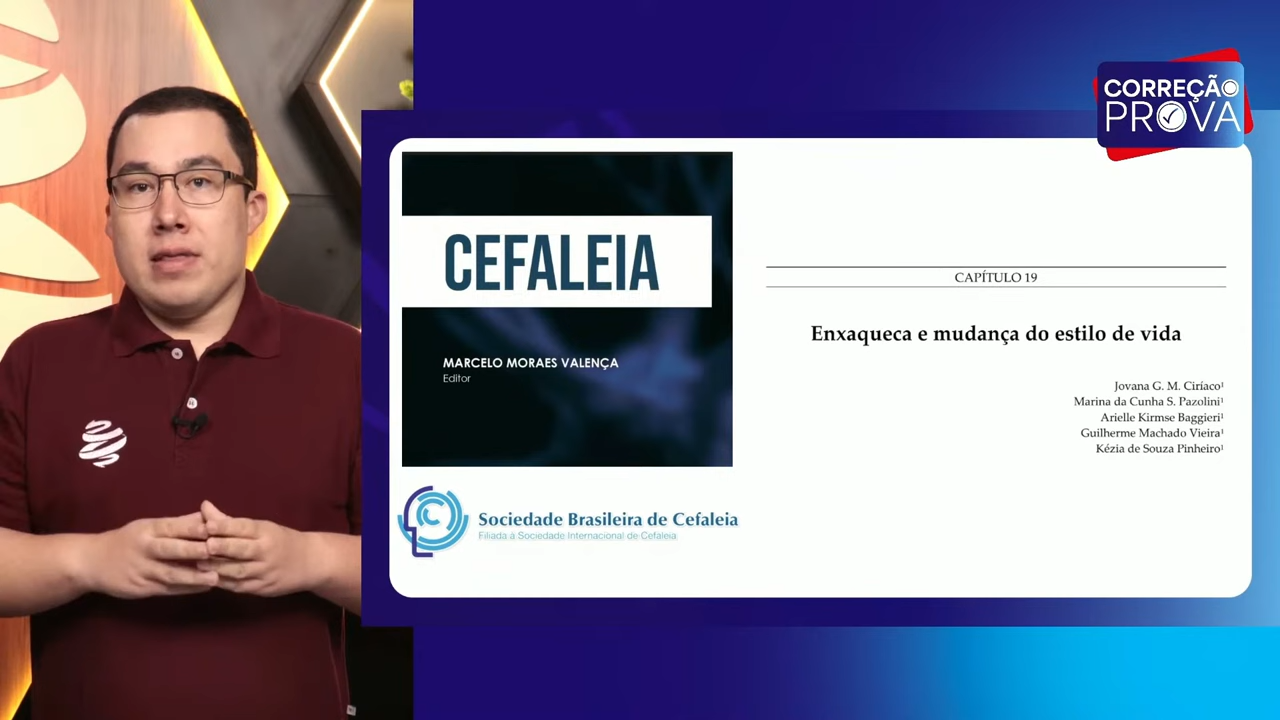 CORREÇÃO
PROVA
CEFALEIA
MARCELO MORAES VALENÇA
Editor
Sociedade Brasileira de Cefaleia
Filiada à Sociedade Internacional de Cefaleia
CAPÍTULO 19
Enxaqueca e mudança do estilo de vida
Jovana G. M. Ciríaco¹
Marina da Cunha S. Pazolini¹
Arielle Kirmse Baggieri¹
Guilherme Machado Vieira¹
Kézia de Souza Pinheiro¹